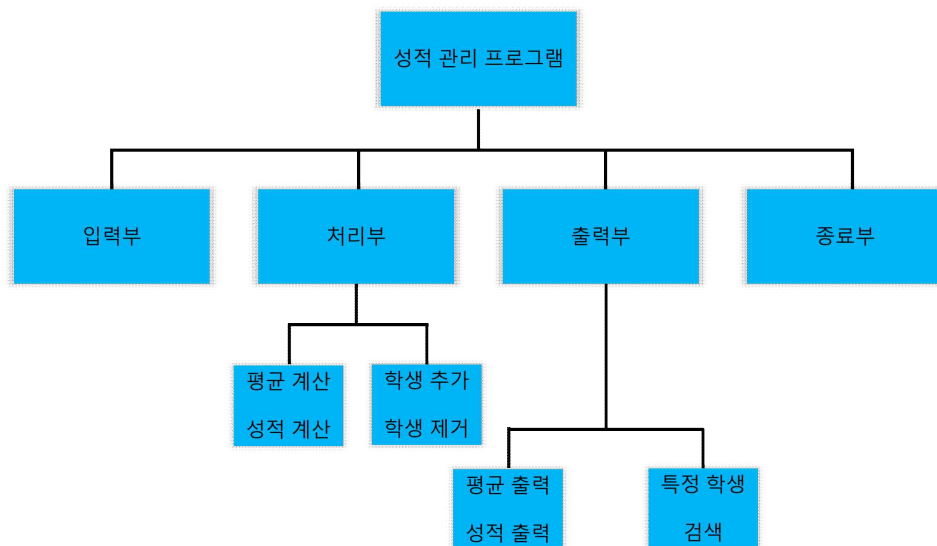 성적 관리 프로그램
입력부
처리부
출력부
종료부
평균 계산
성적 계산
학생 추가
학생 제거
평균 출력
성적 출력
특정 학생
검색